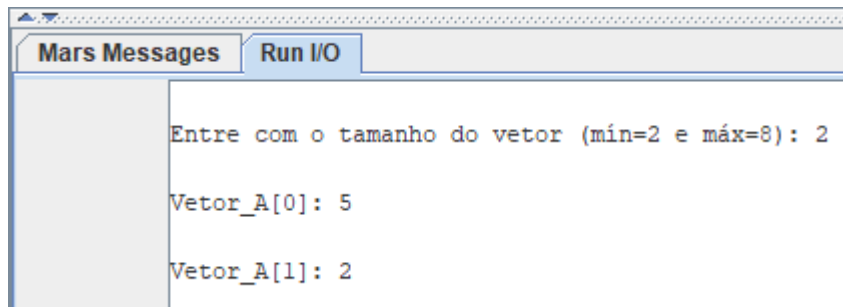 Mars Messages Run I/O
Entre com o tamanho do vetor (mín=2 e máx=8): 2
Vetor_A[0]: 5
Vetor_A[1]: 2